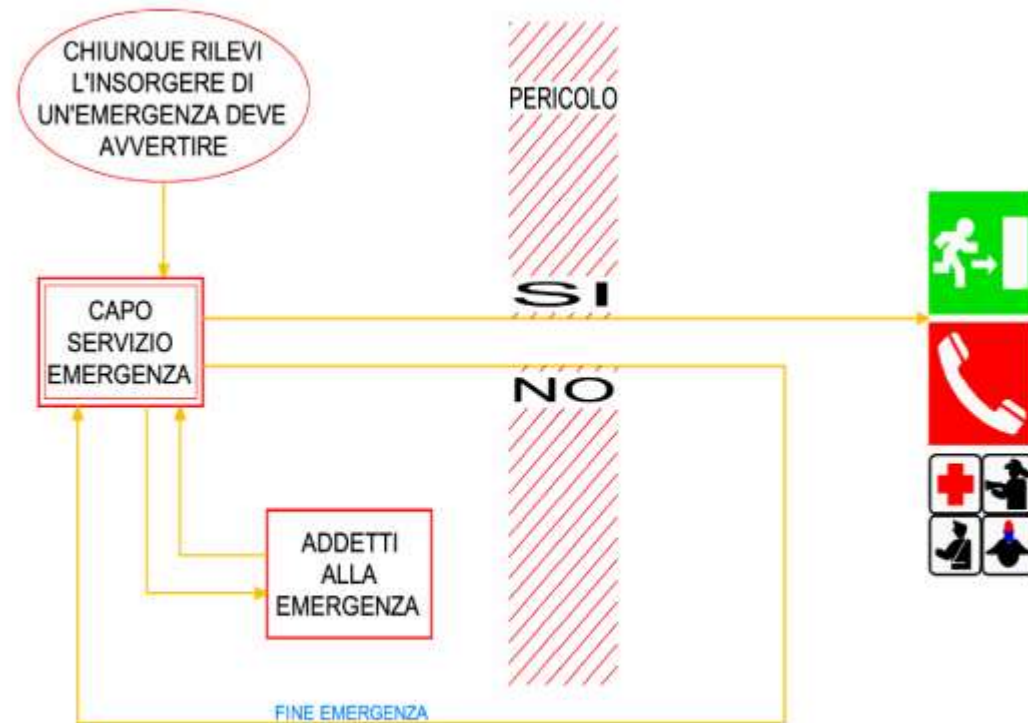 CHIUNQUE RILEVI
L'INSORGERE DI
UN'EMERGENZA DEVE
AVVERTIRE
PERICOLO
SI
CAPO
SERVIZIO
EMERGENZA
NO
ADDETTI
ALLA
EMERGENZA
FINE EMERGENZA